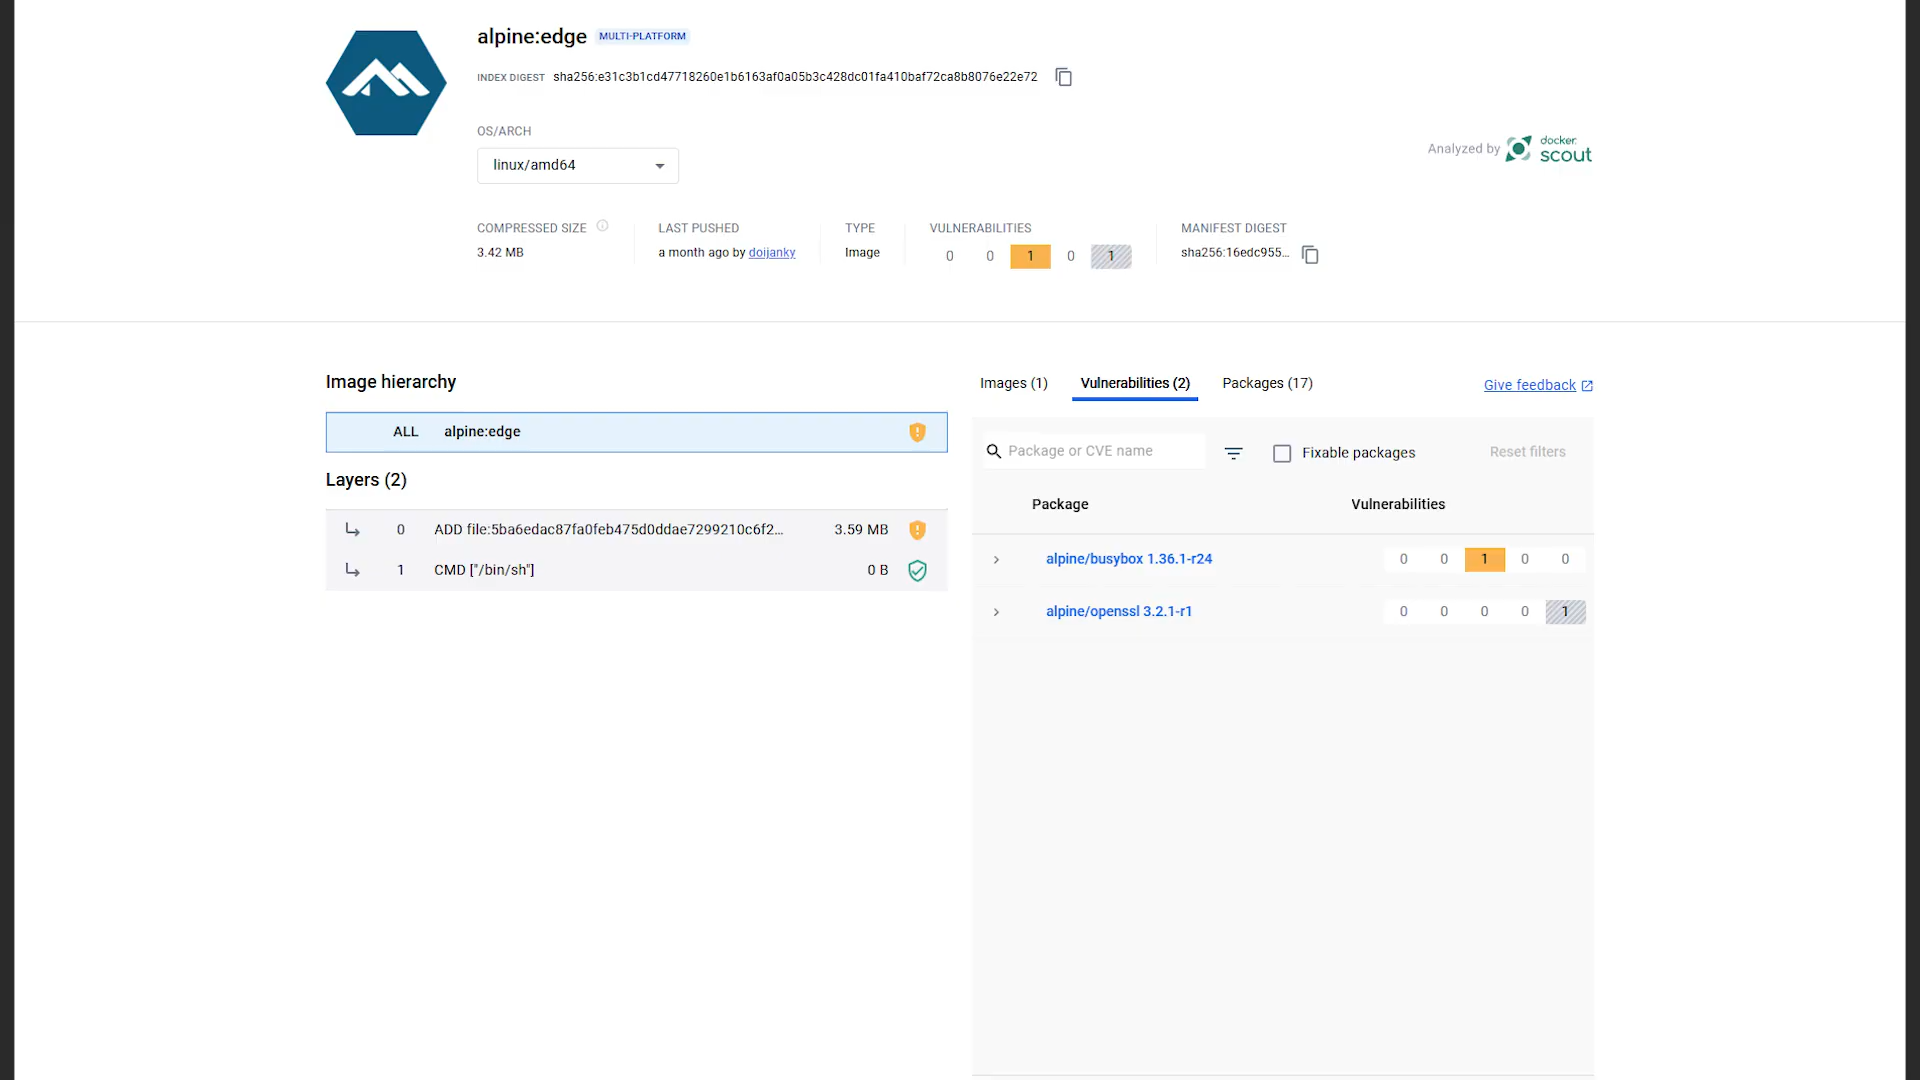 alpine:edge MULTI-PLATFORM
INDEX DIGEST sha256:e31c3b1cd47718260e1b6163af0a05b3c428dc01fa410baf72ca8b8076e22e72
OS/ARCH
linux/amd64
Analyzed by docker scout
COMPRESSED SIZE LAST PUSHED TYPE VULNERABILITIES MANIFEST DIGEST
3.42 MB a month ago by doijanky Image 0 0 1 0 1 sha256:16edc955...
Image hierarchy
ALL alpine:edge
Layers (2)
0 ADD file:5ba6edac87fa0feb475d0ddae7299210c6f2... 3.59 MB
1 CMD ["/bin/sh"] 0 B
Images (1) Vulnerabilities (2) Packages (17) Give feedback
Package or CVE name Fixable packages Reset filters
Package Vulnerabilities
alpine/busybox 1.36.1-r24 0 0 1 0 0
alpine/openssl 3.2.1-r1 0 0 0 0 1